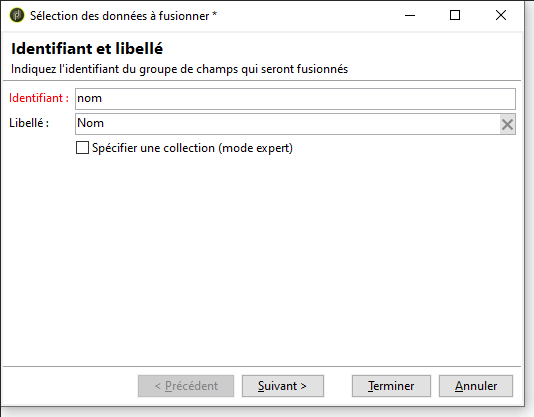 Sélection des données à fusionner *
Identifiant et libellé
Indiquez l'identifiant du groupe de champs qui seront fusionnés
Identifiant : nom
Libellé : Nom
Spécifier une collection (mode expert)
< Précédent Suivant > Terminer Annuler